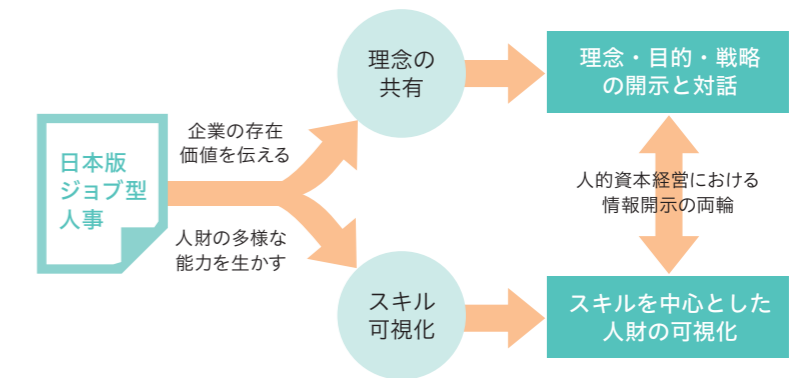 日本版
ジョブ型
人事
企業の存在
価値を伝える
人財の多様な
能力を生かす
理念の
共有
スキル
可視化
理念・目的・戦略
の開示と対話
人的資本経営における
情報開示の両輪
スキルを中心とした
人財の可視化